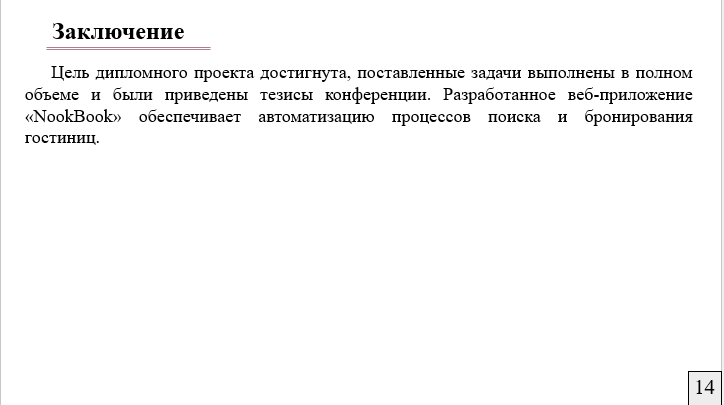 Заключение
Цель дипломного проекта достигнута, поставленные задачи выполнены в полном
объеме и были приведены тезисы конференции. Разработанное веб-приложение
«NookBook» обеспечивает автоматизацию процессов поиска и бронирования
гостиниц.
14